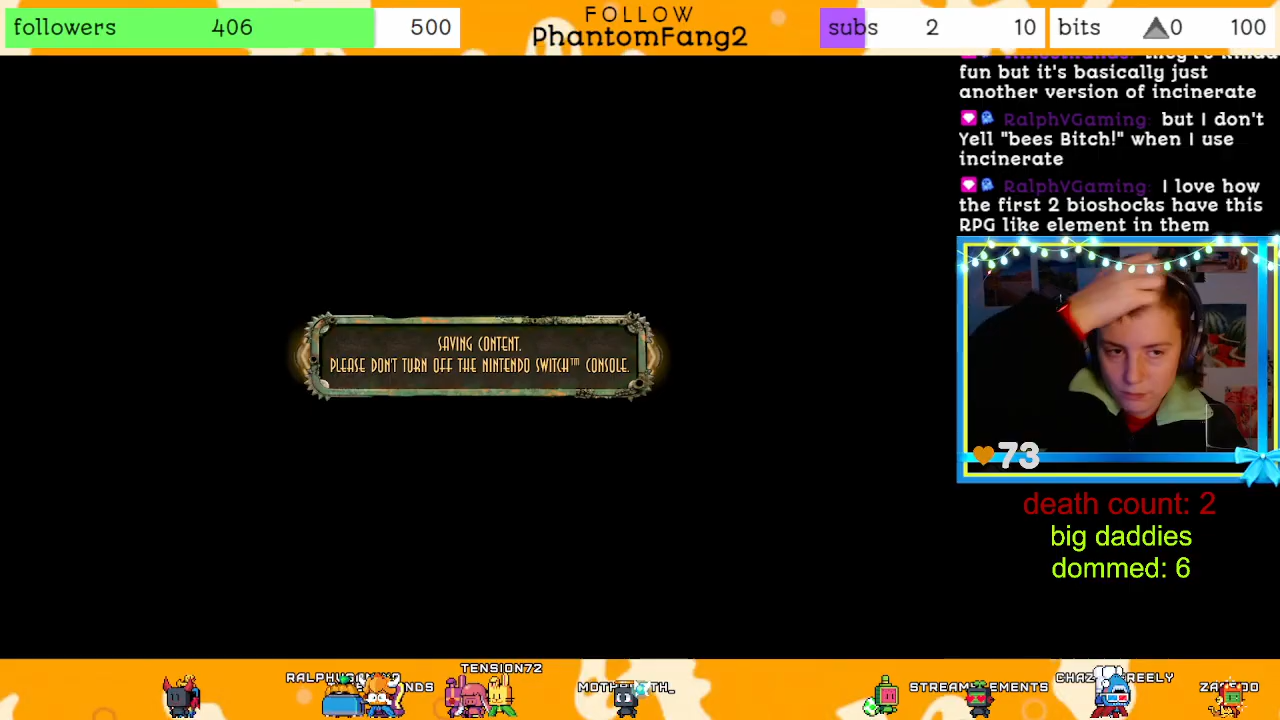 followers 406 500
FOLLOW
PhantomFang2
subs 2 10
bits 0 100
fun but it's basically just
another version of incinerate
RalphVGaming: but I don't
Yell "bees Bitch!" when I use
incinerate
RalphVGaming: I love how
the first 2 bioshocks have this
RPG like element in them
SAVING CONTENT.
PLEASE DON'T TURN OFF THE NINTENDO SWITCH™ CONSOLE.
73
death count: 2
big daddies
dommed: 6
TENSION72